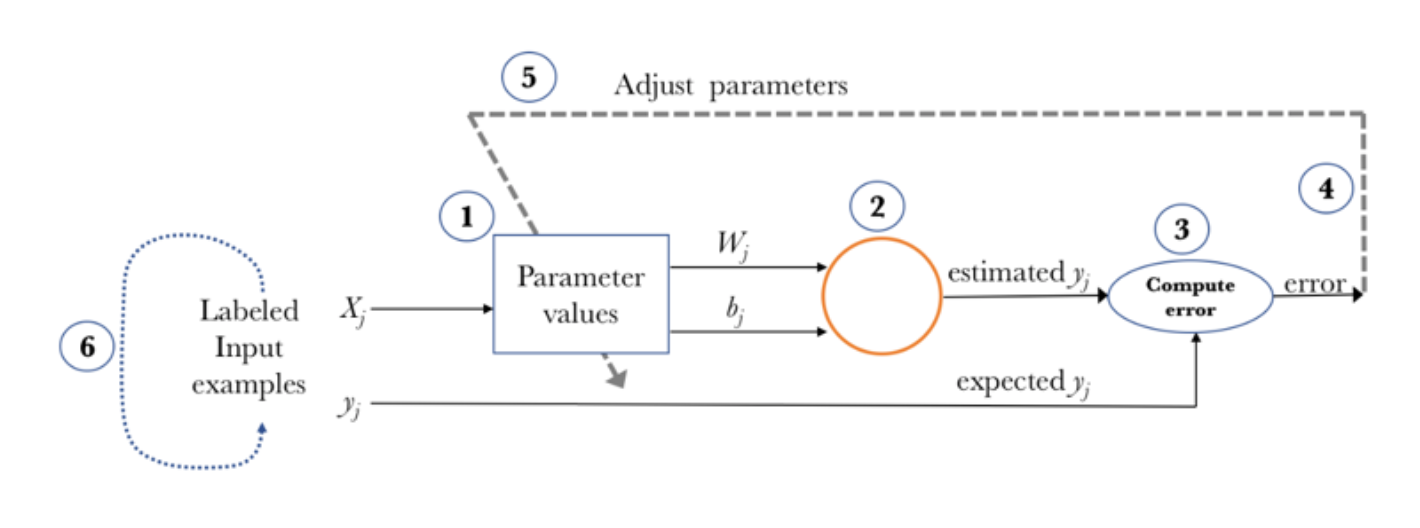 5
Adjust parameters
4
1
2
3
W_j
Parameter
values
estimated y_j
Compute
error
error
Labeled
Input
examples
X_j
b_j
6
expected y_j
y_j